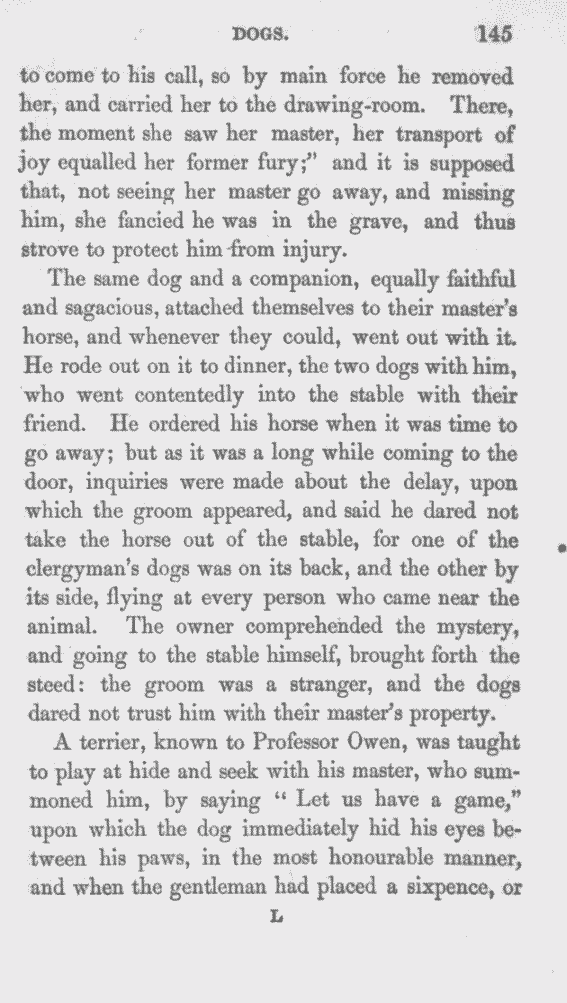 DOGS. 145
to come to his call, so by main force he removed
her, and carried her to the drawing-room. There,
the moment she saw her master, her transport of
joy equalled her former fury;" and it is supposed
that, not seeing her master go away, and missing
him, she fancied he was in the grave, and thus
strove to protect him from injury.
The same dog and a companion, equally faithful
and sagacious, attached themselves to their master's
horse, and whenever they could, went out with it.
He rode out on it to dinner, the two dogs with him,
who went contentedly into the stable with their
friend. He ordered his horse when it was time to
go away; but as it was a long while coming to the
door, inquiries were made about the delay, upon
which the groom appeared, and said he dared not
take the horse out of the stable, for one of the
clergyman's dogs was on its back, and the other by
its side, flying at every person who came near the
animal. The owner comprehended the mystery,
and going to the stable himself, brought forth the
steed: the groom was a stranger, and the dogs
dared not trust him with their master's property.
A terrier, known to Professor Owen, was taught
to play at hide and seek with his master, who sum-
moned him, by saying “ Let us have a game,”
upon which the dog immediately hid his eyes be-
tween his paws, in the most honourable manner,
and when the gentleman had placed a sixpence, or
L